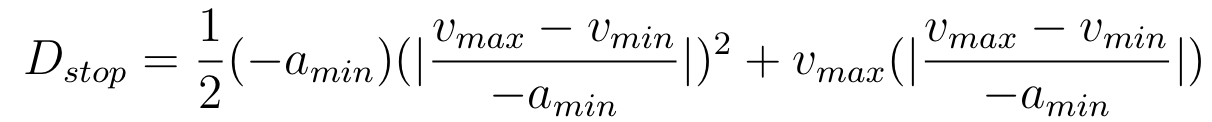 D_{stop} = \frac{1}{2}(-a_{min})(|\frac{v_{max} - v_{min}}{-a_{min}}|)^2 + v_{max}(|\frac{v_{max} - v_{min}}{-a_{min}}|)